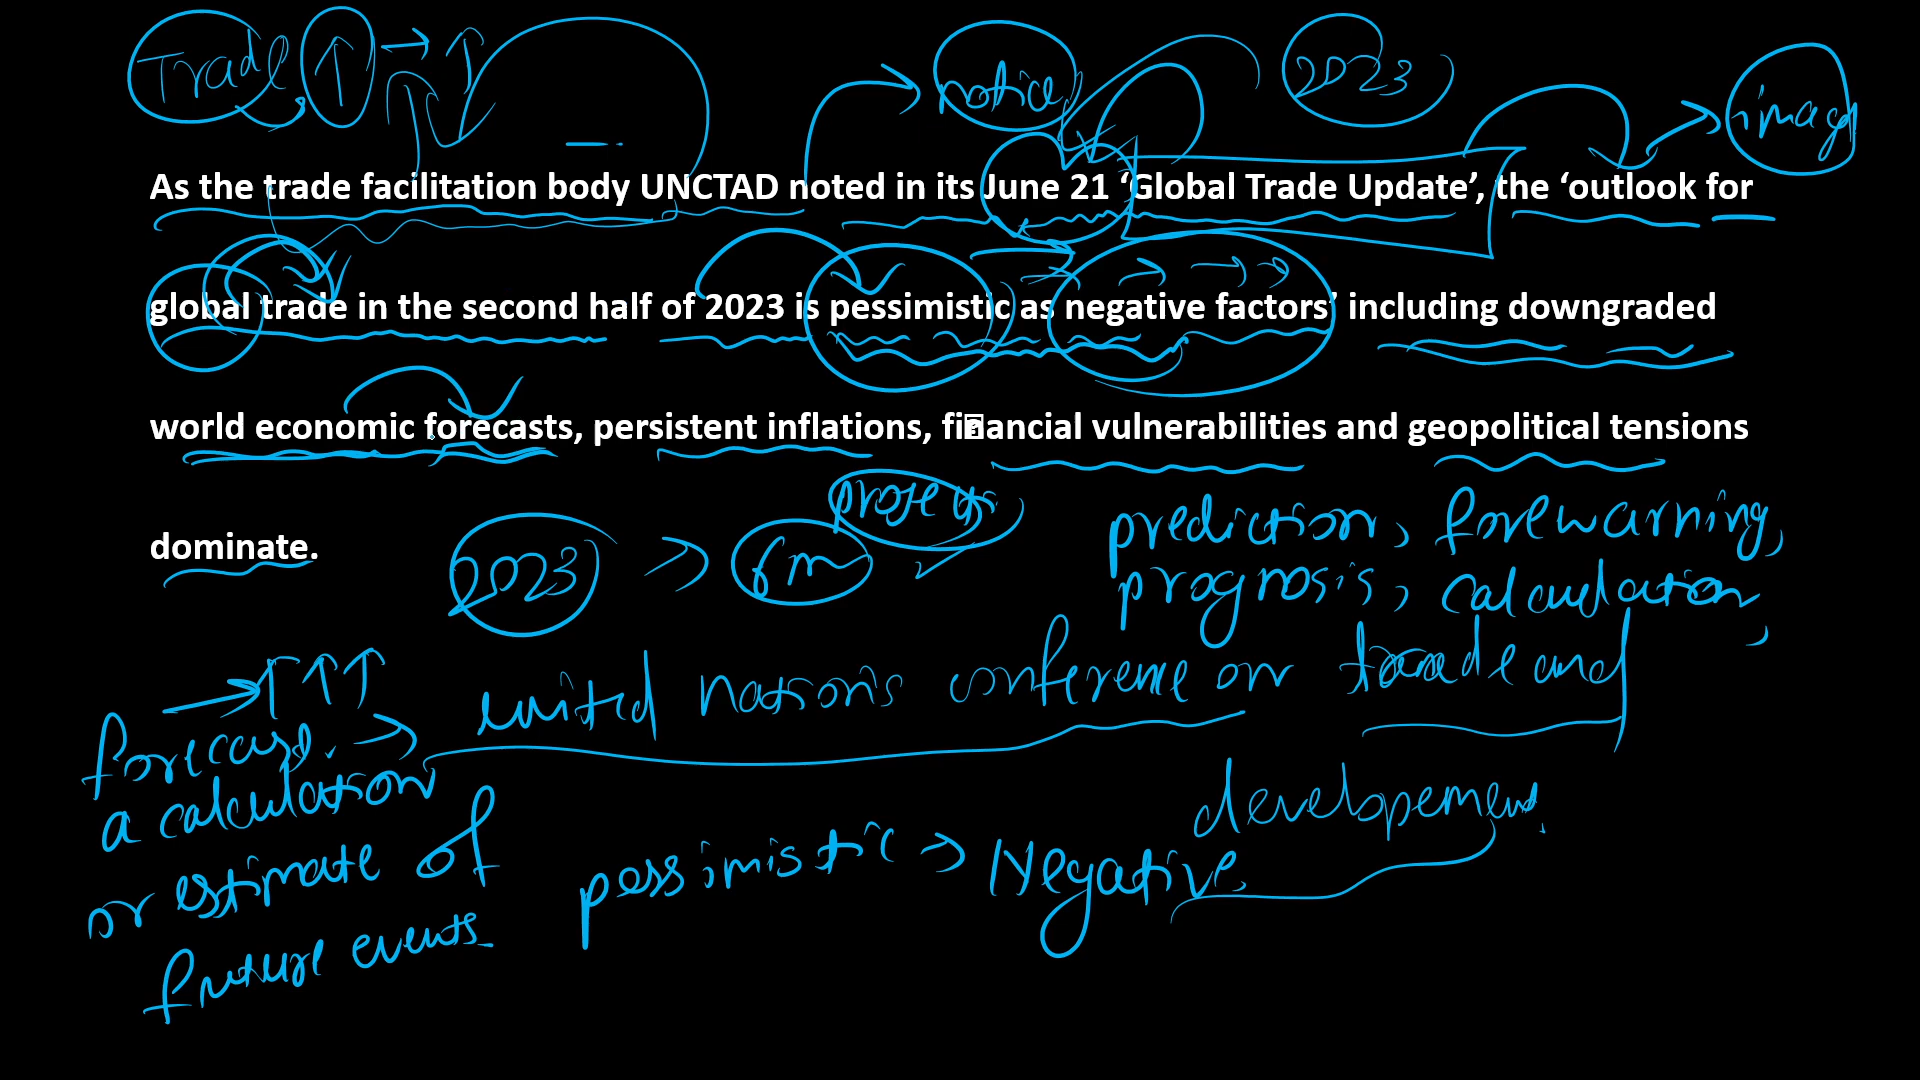 Trade ↑ → ↑
notice
2023
imag
As the trade facilitation body UNCTAD noted in its June 21 ‘Global Trade Update’, the ‘outlook for
global trade in the second half of 2023 is pessimistic as negative factors’ including downgraded
world economic forecasts, persistent inflations, financial vulnerabilities and geopolitical tensions
dominate.
2023 > 6m
prediction, forewarning,
prognosis, calculation,
united nations conference on trade and
developement.
forecast. →
a calculation
or estimate of
future events
pessimistic → Negative.